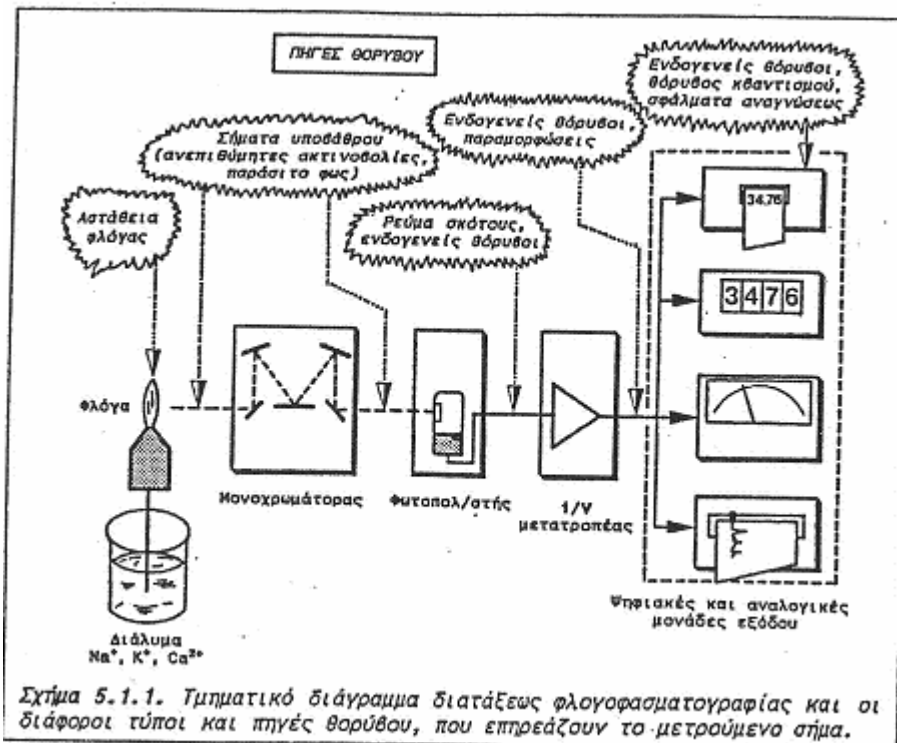 ΠΗΓΕΣ ΘΟΡΥΒΟΥ
Ενδογενείς θόρυβοι,
θόρυβος κβαντισμού,
σφάλματα αναγνώσεως
Σήματα υποβάθρου
(ανεπιθύμητες ακτινοβολίες,
παράσιτο φως)
Ενδογενείς θόρυβοι,
παραμορφώσεις
Αστάθεια
φλόγας
Ρεύμα σκότους,
ενδογενείς θόρυβοι
34,76
3476
Φλόγα
Μονοχρωμάτορας
Φωτοπολ/στής
i/V
μετατροπέας
Διάλυμα
Na⁺, K⁺, Ca²⁺
Ψηφιακές και αναλογικές
μονάδες εξόδου
Σχήμα 5.1.1. Τμηματικό διάγραμμα διατάξεως φλογοφασματογραφίας και οι
διάφοροι τύποι και πηγές θορύβου, που επηρεάζουν το μετρούμενο σήμα.